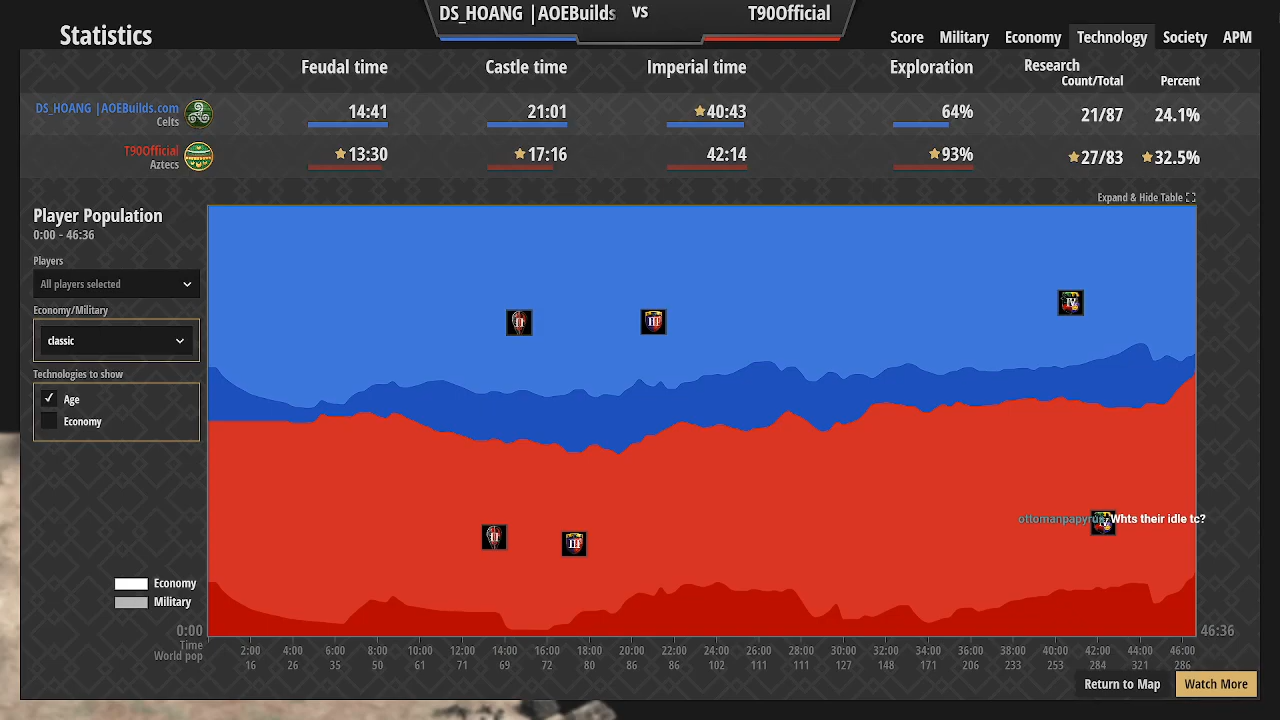 DS_HOANG | AOEBuilds VS T90Official
Statistics
Score Military Economy Technology Society APM
Feudal time Castle time Imperial time Exploration Research
Count/Total Percent
DS_HOANG |AOEBuilds.com
Celts
14:41 21:01 40:43 64% 21/87 24.1%
T90Official
Aztecs
13:30 17:16 42:14 93% 27/83 32.5%
Expand & Hide Table
Player Population
0:00 - 46:36
Players
All players selected
Economy/Military
classic
Technologies to show
Age
Economy
II III IV
II III
ottomanpapyrus Whts their idle tc?
Economy
Military
0:00 46:36
Time 2:00 4:00 6:00 8:00 10:00 12:00 14:00 16:00 18:00 20:00 22:00 24:00 26:00 28:00 30:00 32:00 34:00 36:00 38:00 40:00 42:00 44:00 46:00
World pop 16 26 35 50 61 71 69 72 80 86 86 102 111 111 127 148 171 206 233 253 284 321 286
Return to Map Watch More